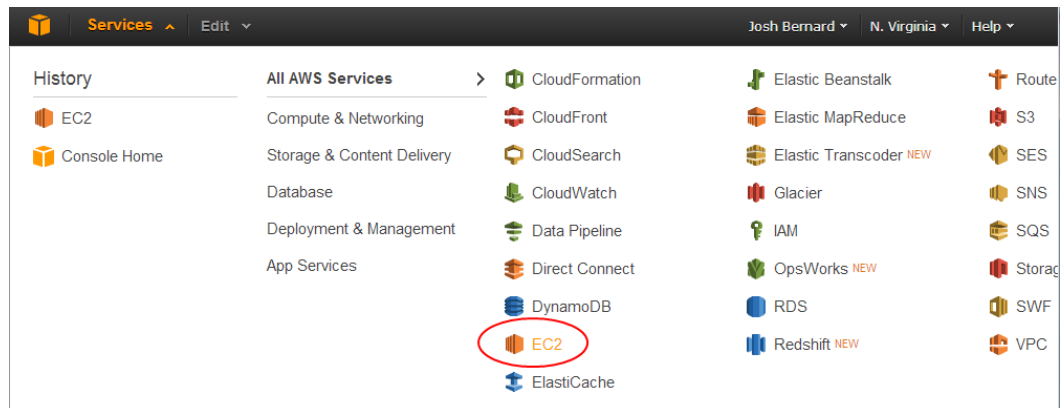 Services Edit Josh Bernard N. Virginia Help
History
EC2
Console Home
All AWS Services >
Compute & Networking
Storage & Content Delivery
Database
Deployment & Management
App Services
CloudFormation
CloudFront
CloudSearch
CloudWatch
Data Pipeline
Direct Connect
DynamoDB
EC2
ElastiCache
Elastic Beanstalk
Elastic MapReduce
Elastic Transcoder NEW
Glacier
IAM
OpsWorks NEW
RDS
Redshift NEW
Route
S3
SES
SNS
SQS
Storag
SWF
VPC